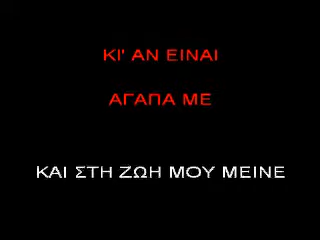 ΚΙ' ΑΝ ΕΙΝΑΙ
ΑΓΑΠΑ ΜΕ
ΚΑΙ ΣΤΗ ΖΩΗ ΜΟΥ ΜΕΙΝΕ